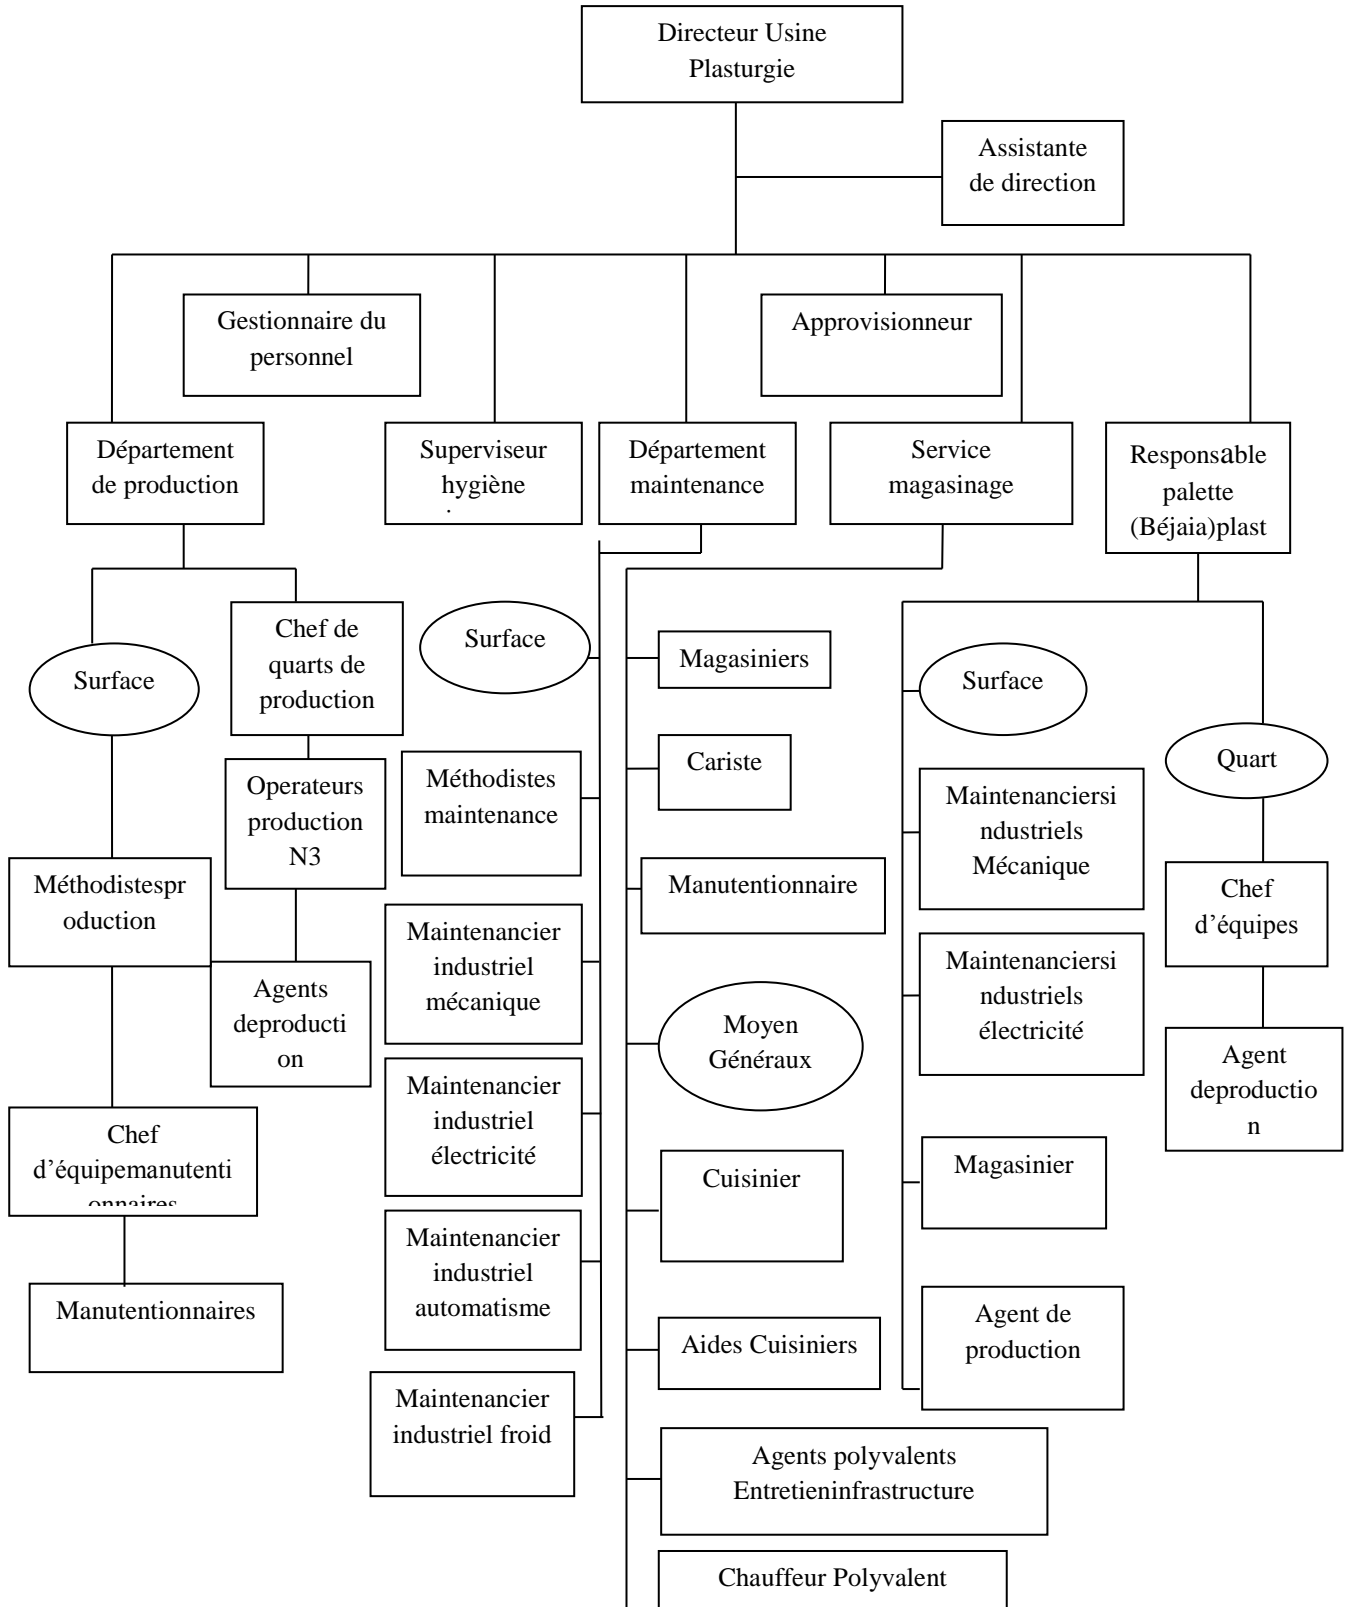 Directeur Usine
Plasturgie
Assistante
de direction
Gestionnaire du
personnel
Approvisionneur
Département
de production
Superviseur
hygiène
Département
maintenance
Service
magasinage
Responsable
palette
(Béjaia)plast
Surface
Chef de
quarts de
production
Operateurs
production
N3
Méthodistespr
oduction
Agents
deproducti
on
Chef
d’équipemanutenti
onnaires
Manutentionnaires
Surface
Méthodistes
maintenance
Maintenancier
industriel
mécanique
Maintenancier
industriel
électricité
Maintenancier
industriel
automatisme
Maintenancier
industriel froid
Magasiniers
Cariste
Manutentionnaire
Moyen
Généraux
Cuisinier
Aides Cuisiniers
Agents polyvalents
Entretieninfrastructure
Chauffeur Polyvalent
Surface
Maintenanciersi
ndustriels
Mécanique
Maintenanciersi
ndustriels
électricité
Magasinier
Agent de
production
Quart
Chef
d’équipes
Agent
deproductio
n